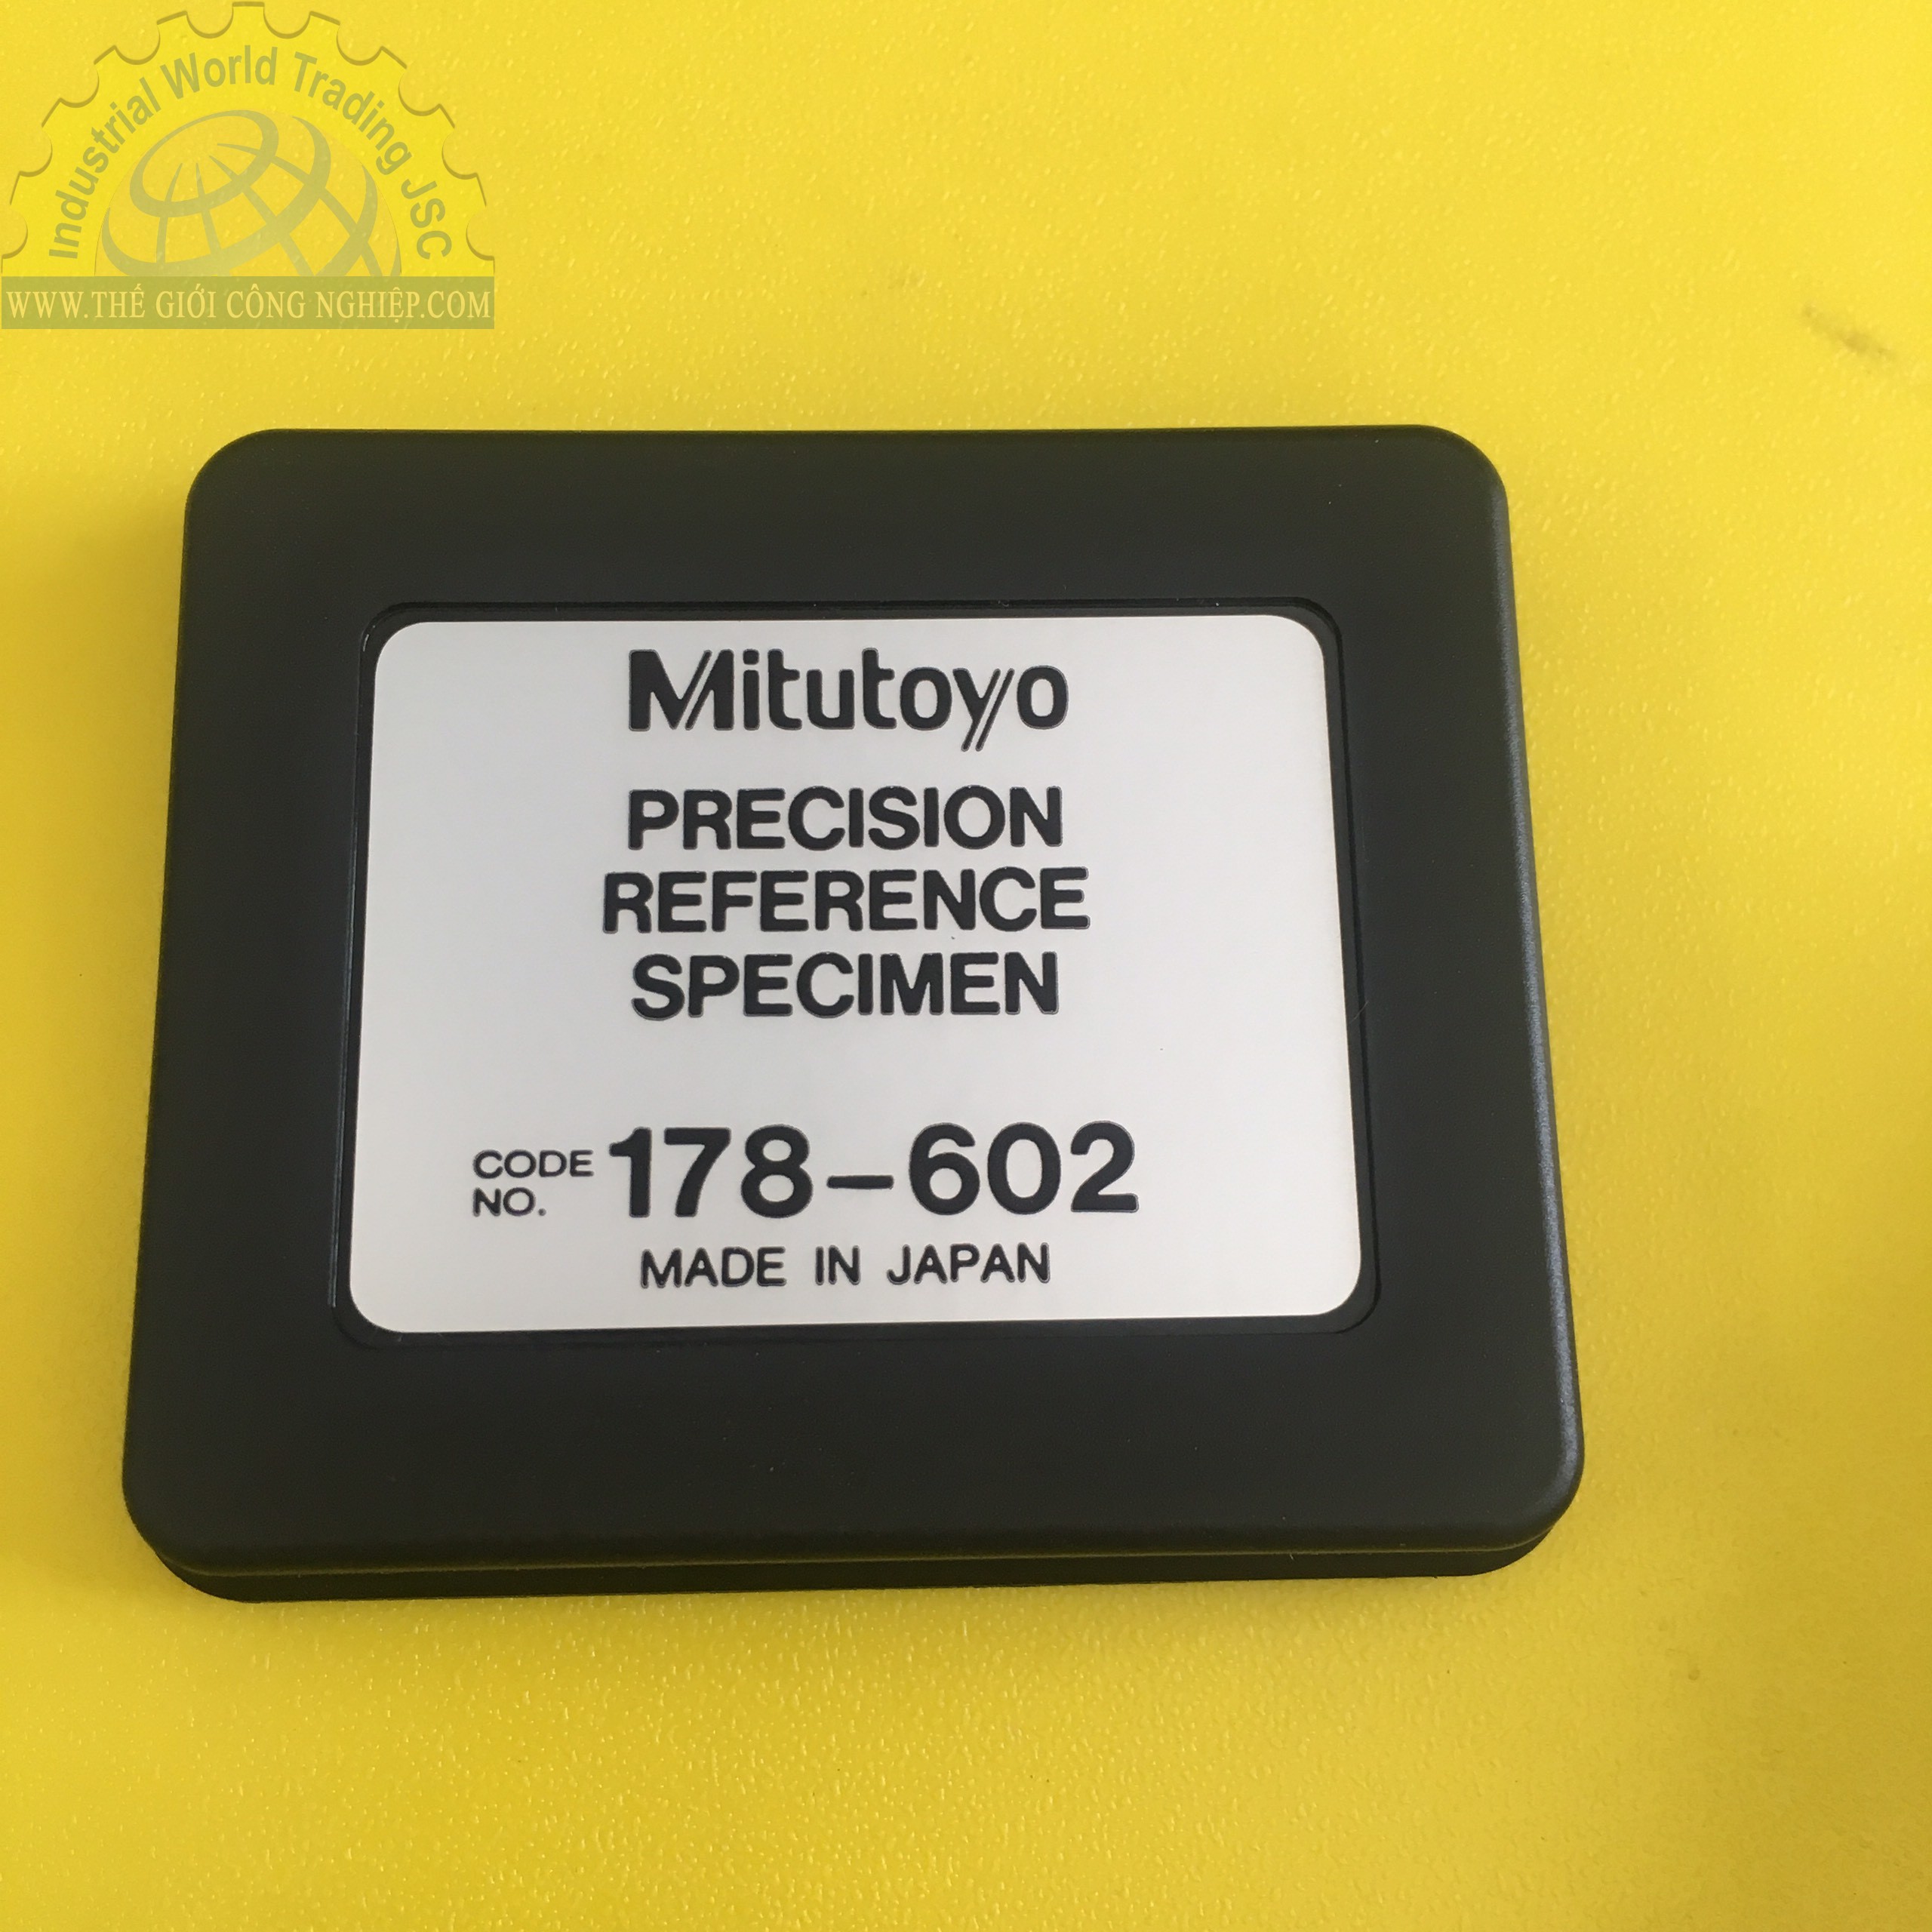 Industrial World Trading JSC
WWW.THẾ GIỚI CÔNG NGHIỆP.COM
Mitutoyo
PRECISION
REFERENCE
SPECIMEN
CODE NO. 178-602
MADE IN JAPAN